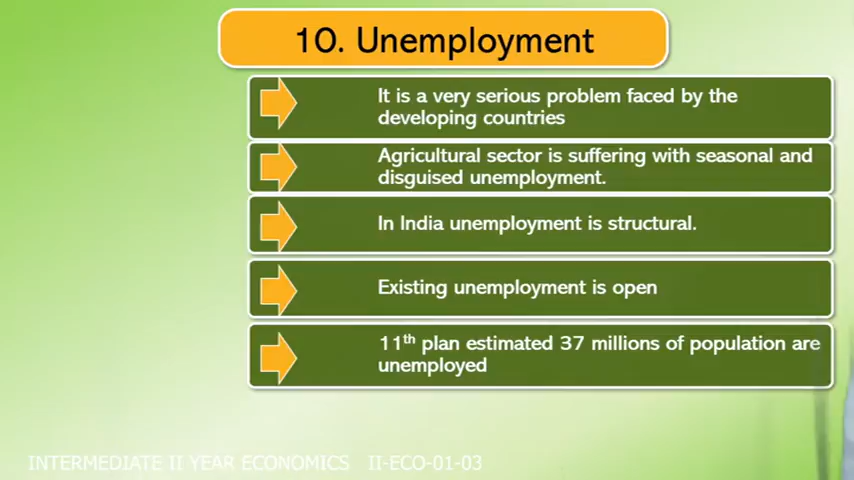 10. Unemployment
It is a very serious problem faced by the
developing countries
Agricultural sector is suffering with seasonal and
disguised unemployment.
In India unemployment is structural.
Existing unemployment is open
11th plan estimated 37 millions of population are
unemployed
INTERMEDIATE II YEAR ECONOMICS II-ECO-01-03